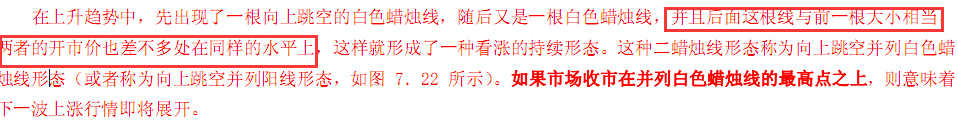 在上升趋势中，先出现了一根向上跳空的白色蜡烛线，随后又是一根白色蜡烛线，并且后面这根线与前一根大小相当，
两者的开市价也差不多处在同样的水平上，这样就形成了一种看涨的持续形态。这种二蜡烛线形态称为向上跳空并列白色蜡
烛线形态（或者称为向上跳空并列阳线形态，如图 7. 22 所示）。如果市场收市在并列白色蜡烛线的最高点之上，则意味着
下一波上涨行情即将展开。